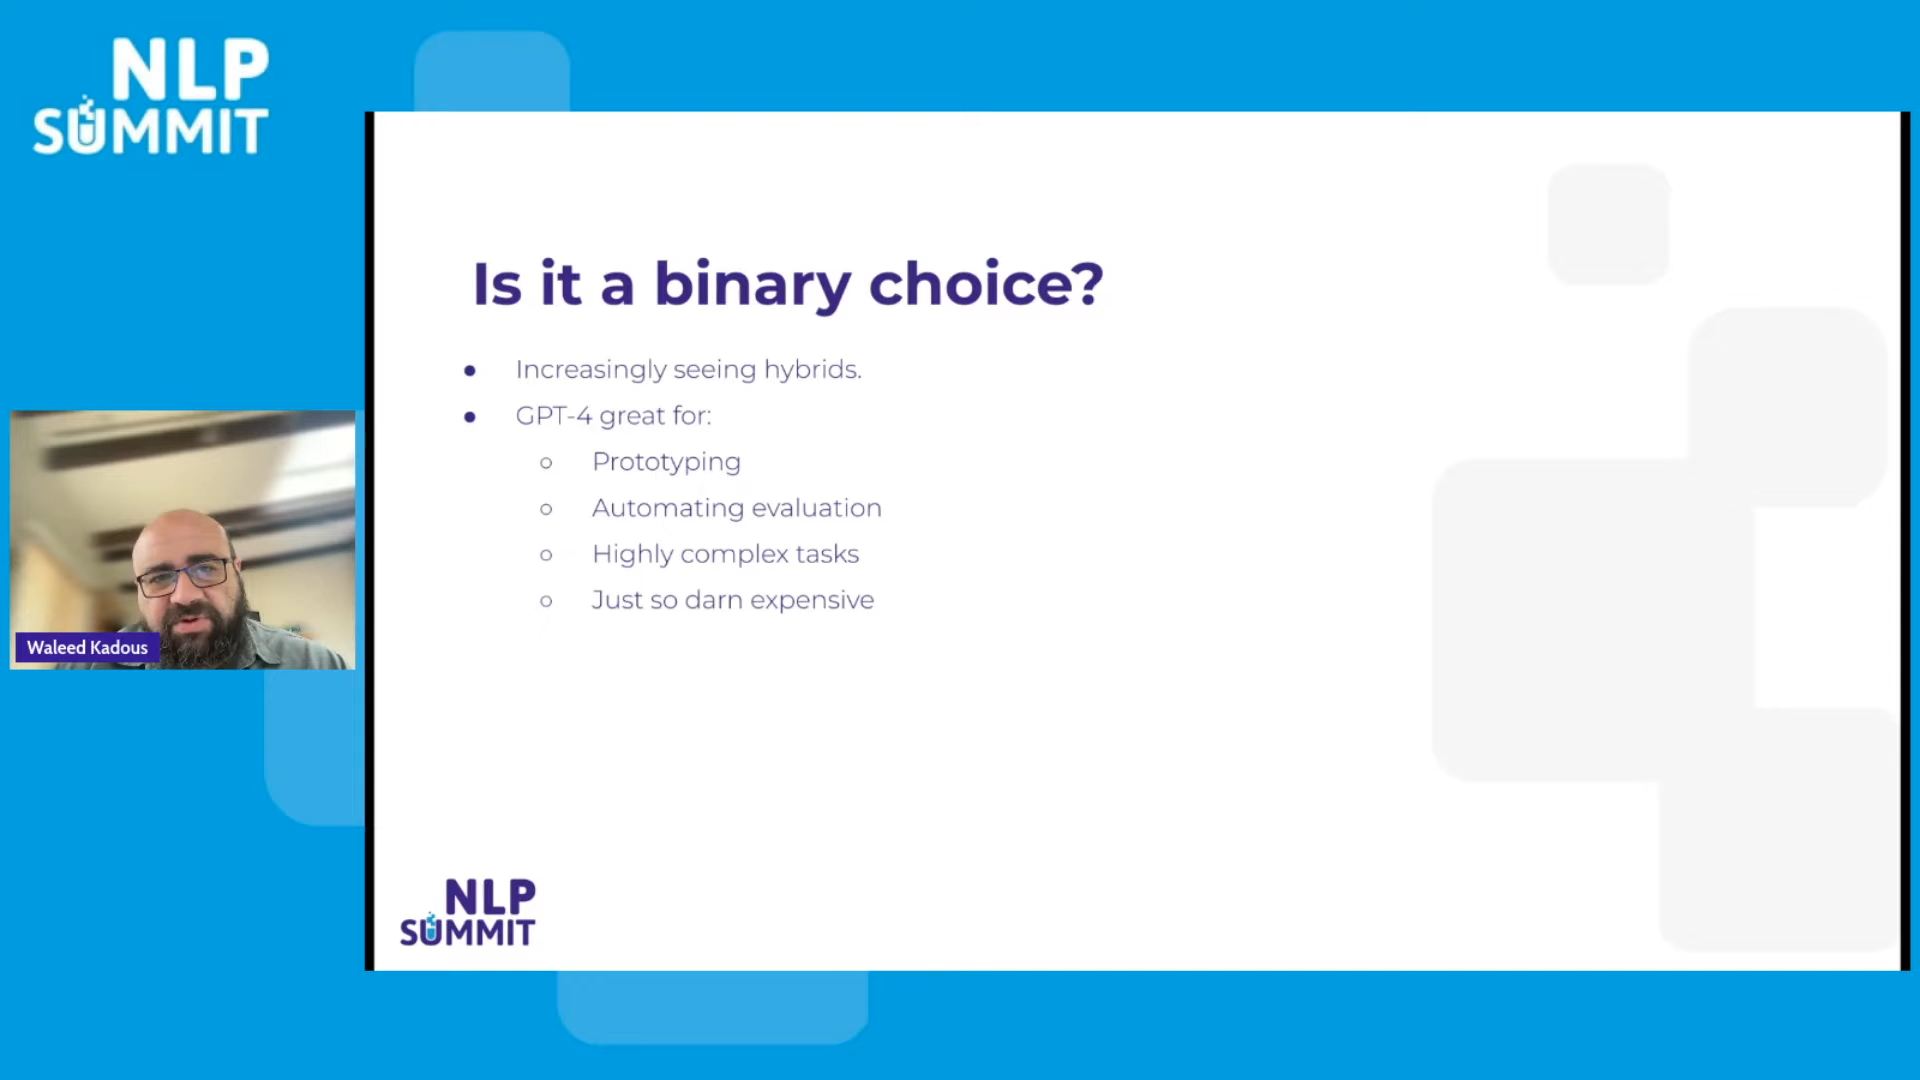 NLP
SUMMIT
Is it a binary choice?
● Increasingly seeing hybrids.
● GPT-4 great for:
○ Prototyping
○ Automating evaluation
○ Highly complex tasks
○ Just so darn expensive
Waleed Kadous
NLP
SUMMIT